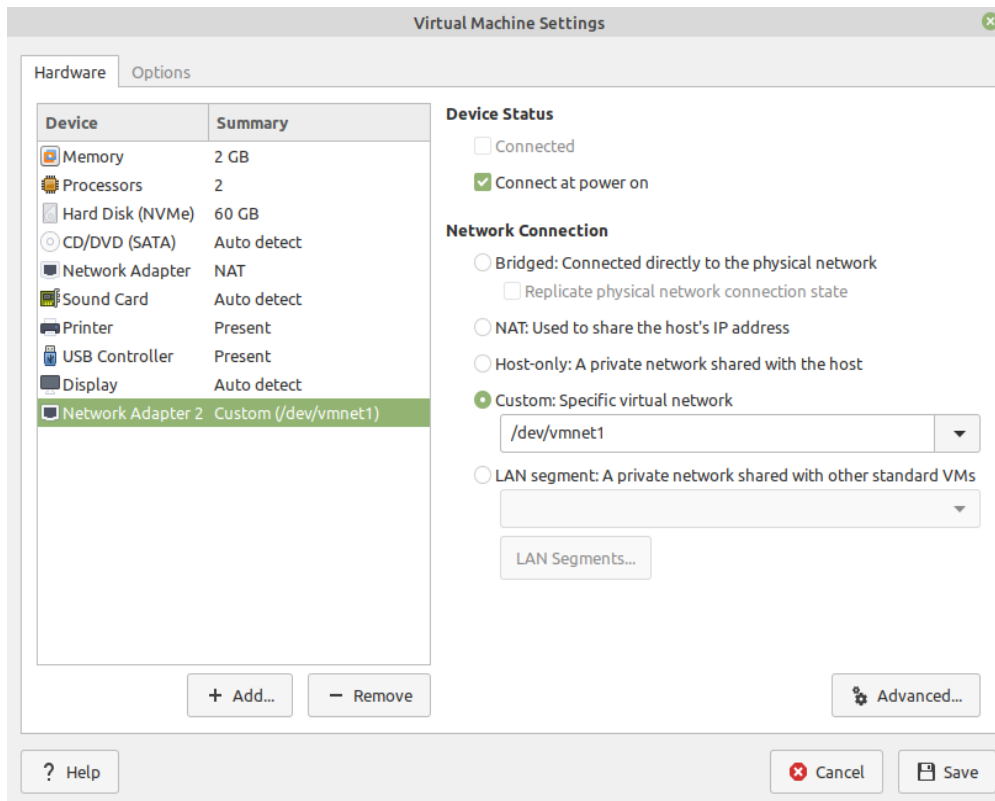 Virtual Machine Settings
Hardware Options
Device Summary
Memory 2 GB
Processors 2
Hard Disk (NVMe) 60 GB
CD/DVD (SATA) Auto detect
Network Adapter NAT
Sound Card Auto detect
Printer Present
USB Controller Present
Display Auto detect
Network Adapter 2 Custom (/dev/vmnet1)
+ Add...
− Remove
Device Status
Connected
Connect at power on
Network Connection
Bridged: Connected directly to the physical network
Replicate physical network connection state
NAT: Used to share the host's IP address
Host-only: A private network shared with the host
Custom: Specific virtual network
/dev/vmnet1
LAN segment: A private network shared with other standard VMs
LAN Segments...
Advanced...
? Help
Cancel
Save